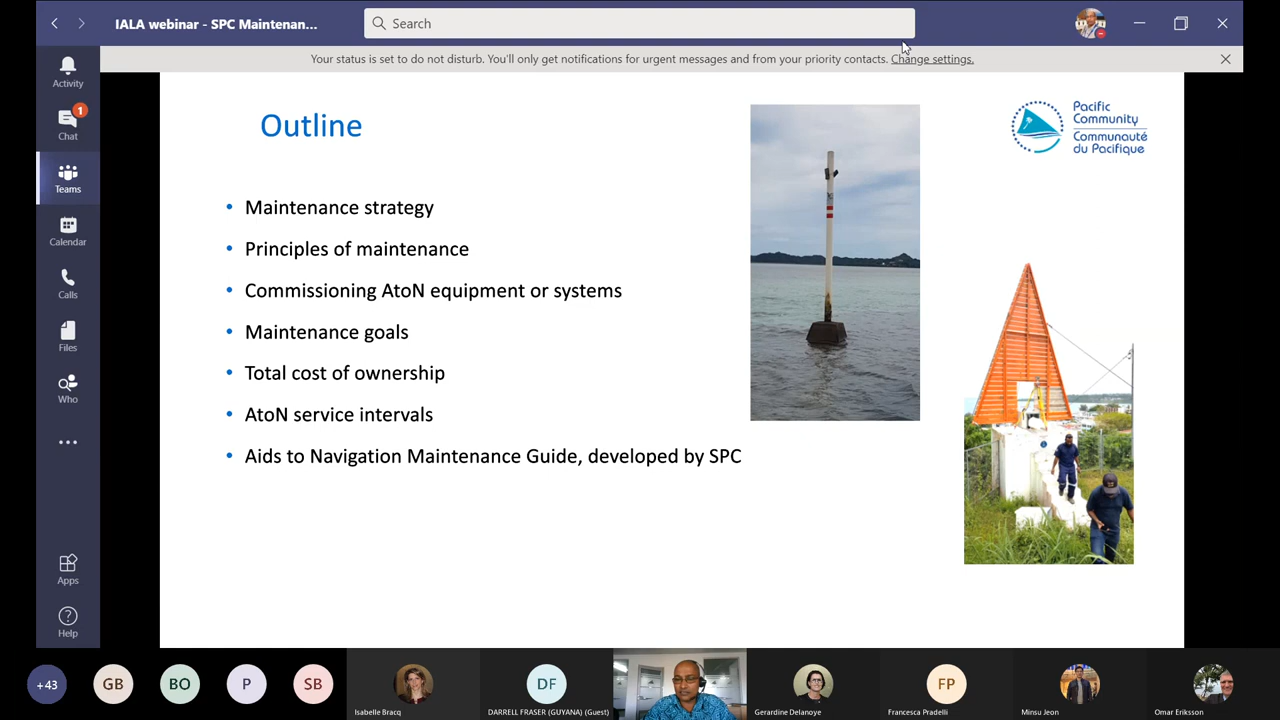 IALA webinar - SPC Maintenan...
Search
Your status is set to do not disturb. You'll only get notifications for urgent messages and from your priority contacts. Change settings.
Activity
1
Chat
Teams
Calendar
Calls
Files
Who
Apps
Help
Outline
Pacific
Community
Communauté
du Pacifique
• Maintenance strategy
• Principles of maintenance
• Commissioning AtoN equipment or systems
• Maintenance goals
• Total cost of ownership
• AtoN service intervals
• Aids to Navigation Maintenance Guide, developed by SPC
+43
GB
BO
P
SB
Isabelle Bracq
DF
DARRELL FRASER (GUYANA) (Guest)
Gerardine Delanoye
FP
Francesca Pradelli
Minsu Jeon
Omar Eriksson